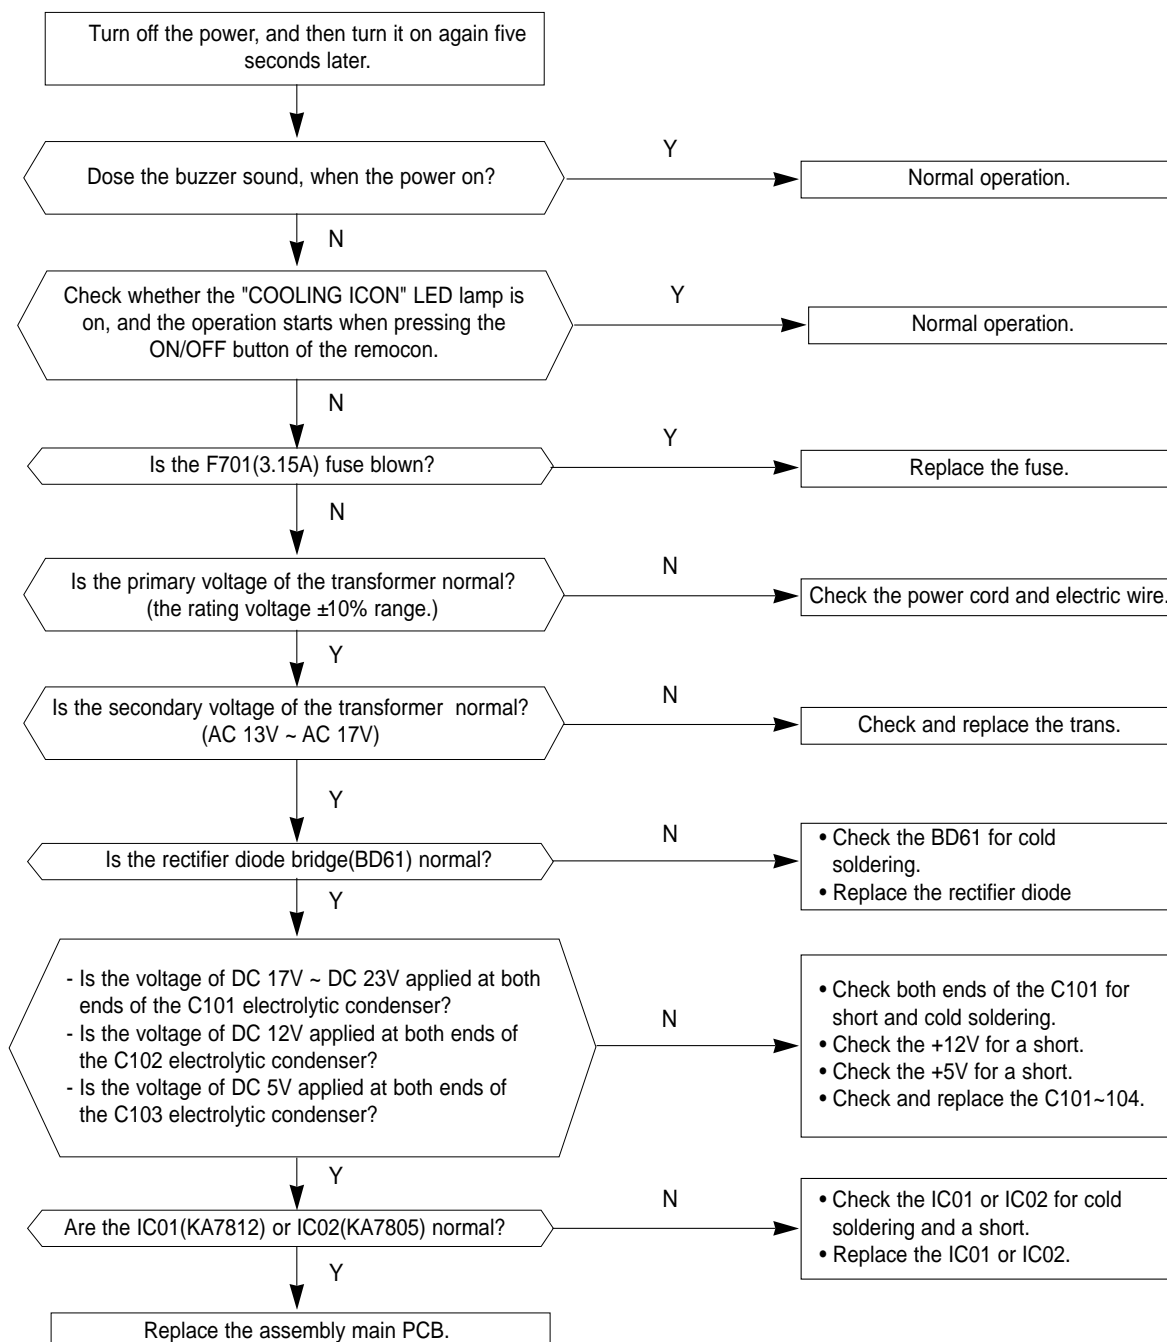 Turn off the power, and then turn it on again five
seconds later.
Dose the buzzer sound, when the power on?
Y
Normal operation.
N
Check whether the "COOLING ICON" LED lamp is
on, and the operation starts when pressing the
ON/OFF button of the remocon.
Y
Normal operation.
N
Is the F701(3.15A) fuse blown?
Y
Replace the fuse.
N
Is the primary voltage of the transformer normal?
(the rating voltage ±10% range.)
N
Check the power cord and electric wire.
Y
Is the secondary voltage of the transformer  normal?
(AC 13V ~ AC 17V)
N
Check and replace the trans.
Y
Is the rectifier diode bridge(BD61) normal?
N
• Check the BD61 for cold
soldering.
• Replace the rectifier diode
Y
- Is the voltage of DC 17V ~ DC 23V applied at both
ends of the C101 electrolytic condenser?
- Is the voltage of DC 12V applied at both ends of
the C102 electrolytic condenser?
- Is the voltage of DC 5V applied at both ends of
the C103 electrolytic condenser?
N
• Check both ends of the C101 for
short and cold soldering.
• Check the +12V for a short.
• Check the +5V for a short.
• Check and replace the C101~104.
Y
Are the IC01(KA7812) or IC02(KA7805) normal?
N
• Check the IC01 or IC02 for cold
soldering and a short.
• Replace the IC01 or IC02.
Y
Replace the assembly main PCB.